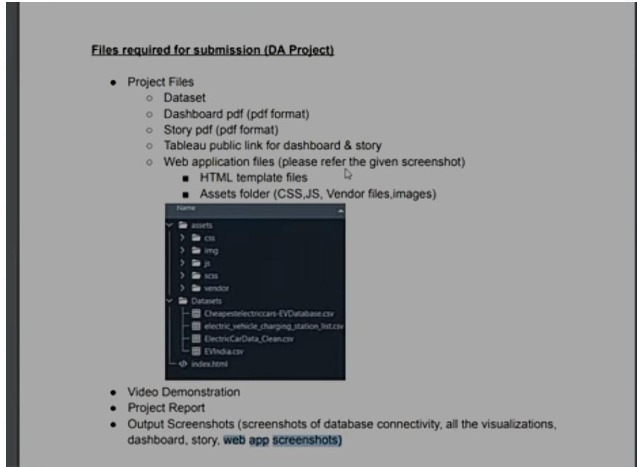 Files required for submission (DA Project)
Project Files
Dataset
Dashboard pdf (pdf format)
Story pdf (pdf format)
Tableau public link for dashboard & story
Web application files (please refer the given screenshot)
HTML template files
Assets folder (CSS,JS, Vendor files,images)
Name
assets
css
img
js
scss
vendor
Datasets
Cheapestelectriccars-EVDatabase.csv
electric_vehicle_charging_station_list.csv
ElectricCarData_Clean.csv
EVIndia.csv
index.html
Video Demonstration
Project Report
Output Screenshots (screenshots of database connectivity, all the visualizations,
dashboard, story, web app screenshots)